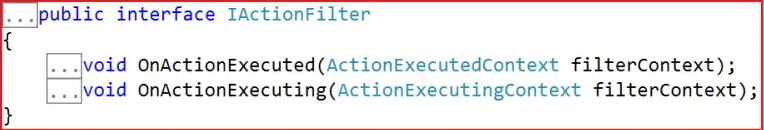 ...public interface IActionFilter
{
...void OnActionExecuted(ActionExecutedContext filterContext);
...void OnActionExecuting(ActionExecutingContext filterContext);
}